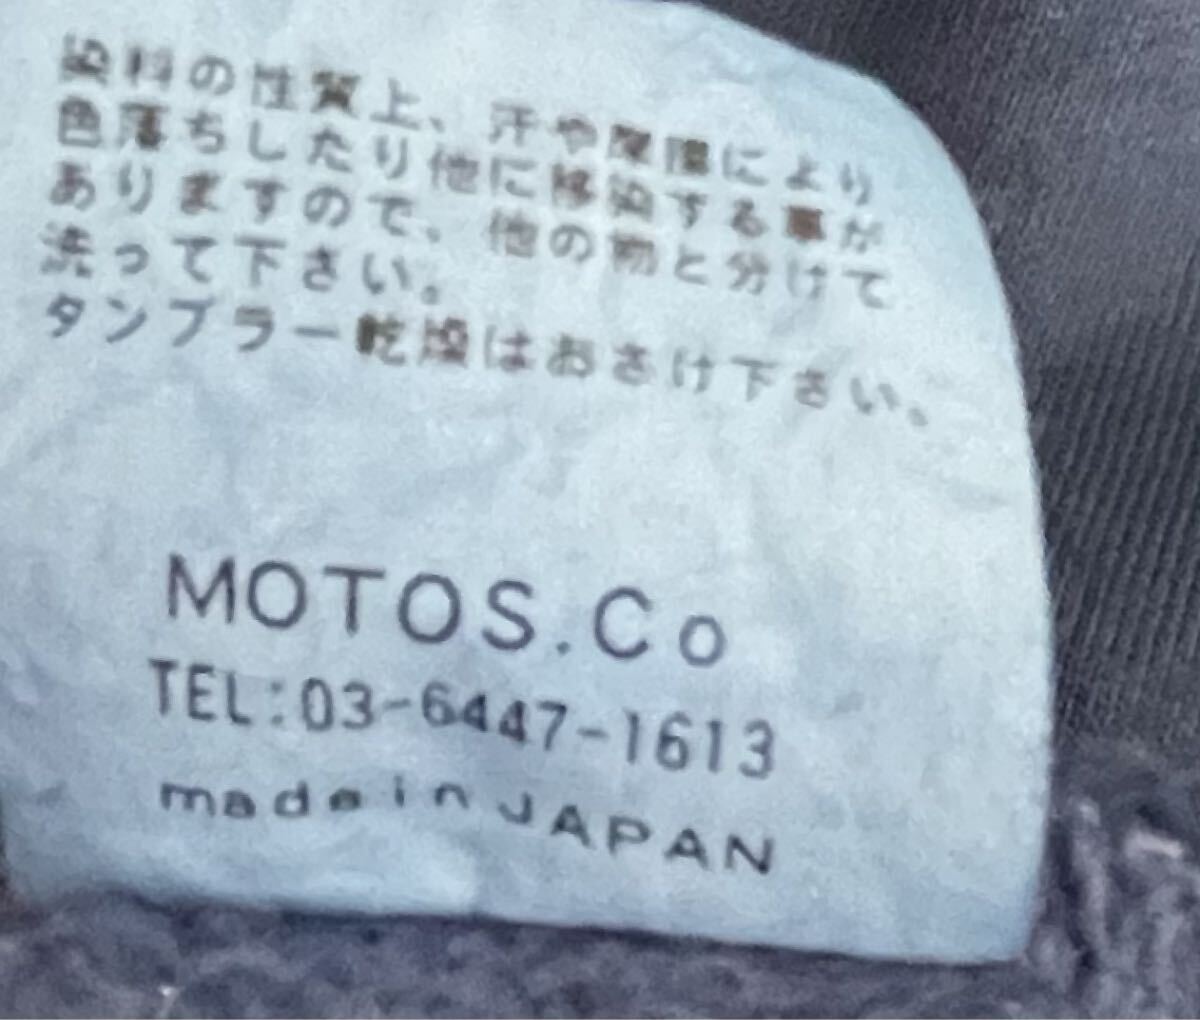 染料の性質上、汗や摩擦により
色落ちしたり他に移染する事が
ありますので、他の物と分けて
洗って下さい。
タンブラー乾燥はおさけ下さい。
MOTOS.Co
TEL:03-6447-1613
made in JAPAN